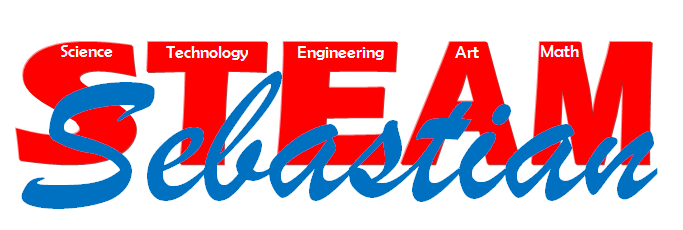 Science Technology Engineering Art Math
STEAM
Sebastian